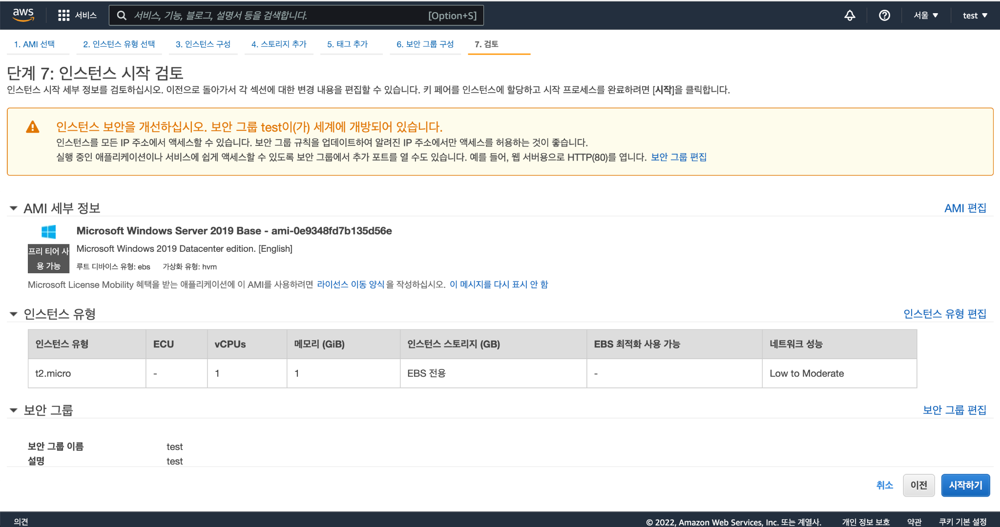 aws 서비스 서비스, 기능, 블로그, 설명서 등을 검색합니다. [Option+S] 서울 ▼ test ▼
1. AMI 선택 2. 인스턴스 유형 선택 3. 인스턴스 구성 4. 스토리지 추가 5. 태그 추가 6. 보안 그룹 구성 7. 검토
단계 7: 인스턴스 시작 검토
인스턴스 시작 세부 정보를 검토하십시오. 이전으로 돌아가서 각 섹션에 대한 변경 내용을 편집할 수 있습니다. 키 페어를 인스턴스에 할당하고 시작 프로세스를 완료하려면 [시작]을 클릭합니다.
인스턴스 보안을 개선하십시오. 보안 그룹 test이(가) 세계에 개방되어 있습니다.
인스턴스를 모든 IP 주소에서 액세스할 수 있습니다. 보안 그룹 규칙을 업데이트하여 알려진 IP 주소에서만 액세스를 허용하는 것이 좋습니다.
실행 중인 애플리케이션이나 서비스에 쉽게 액세스할 수 있도록 보안 그룹에서 추가 포트를 열 수도 있습니다. 예를 들어, 웹 서버용으로 HTTP(80)를 엽니다. 보안 그룹 편집
AMI 세부 정보 AMI 편집
Microsoft Windows Server 2019 Base - ami-0e9348fd7b135d56e
프리 티어 사
용 가능
Microsoft Windows 2019 Datacenter edition. [English]
루트 디바이스 유형: ebs 가상화 유형: hvm
Microsoft License Mobility 혜택을 받는 애플리케이션에 이 AMI를 사용하려면 라이선스 이동 양식을 작성하십시오. 이 메시지를 다시 표시 안 함
인스턴스 유형 인스턴스 유형 편집
인스턴스 유형 ECU vCPUs 메모리 (GiB) 인스턴스 스토리지 (GB) EBS 최적화 사용 가능 네트워크 성능
t2.micro - 1 1 EBS 전용 - Low to Moderate
보안 그룹 보안 그룹 편집
보안 그룹 이름 test
설명 test
취소 이전 시작하기
의견 © 2022, Amazon Web Services, Inc. 또는 계열사. 개인 정보 보호 약관 쿠키 기본 설정